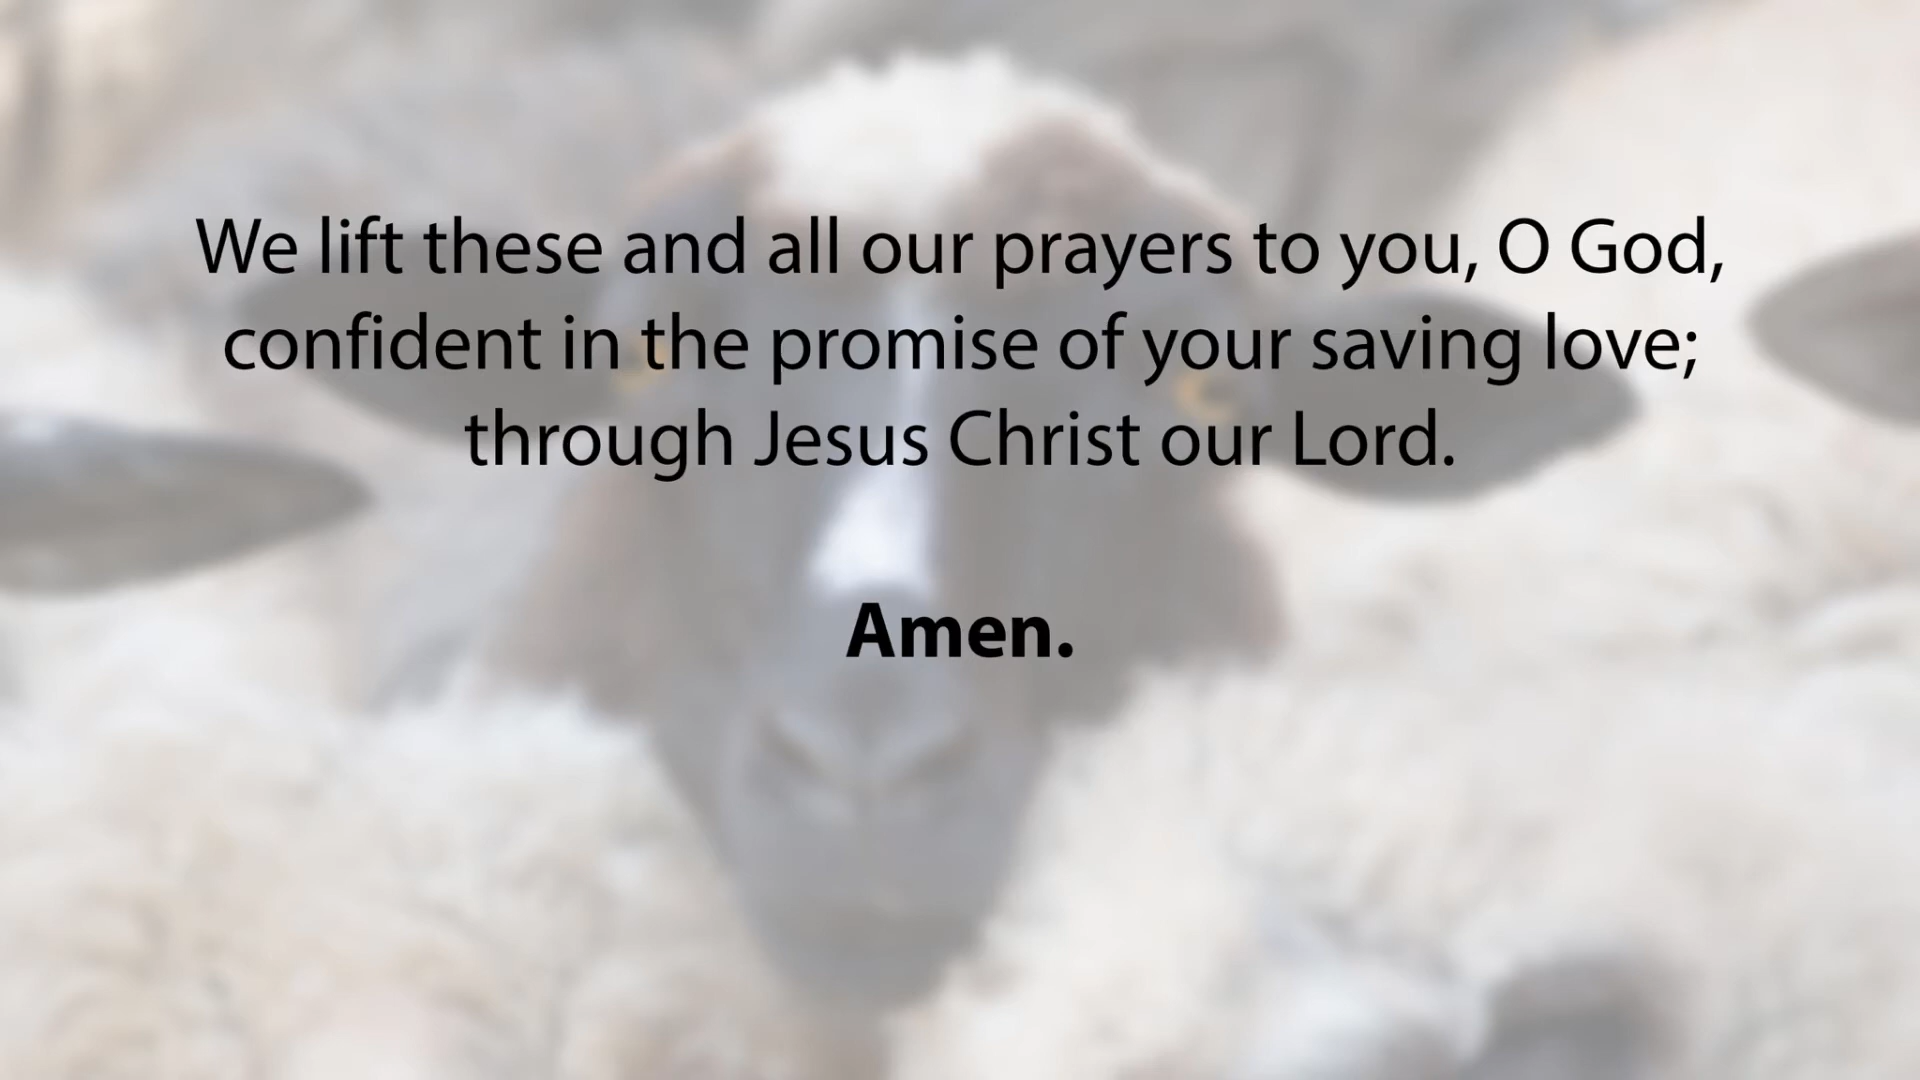 We lift these and all our prayers to you, O God,
confident in the promise of your saving love;
through Jesus Christ our Lord.
Amen.